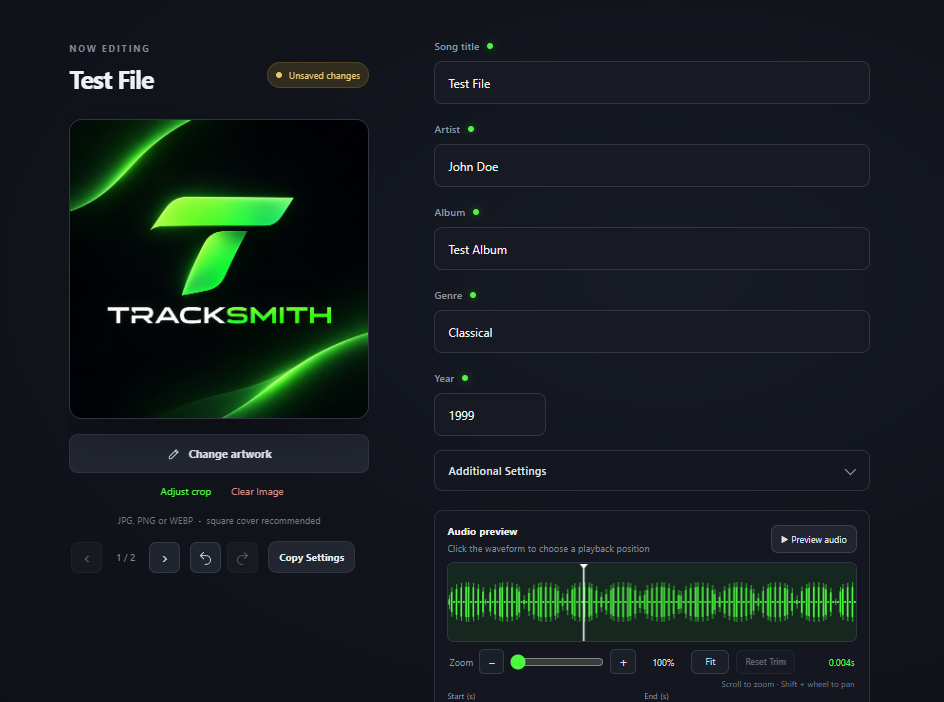 NOW EDITING
Test File
Unsaved changes
TRACKSMITH
Change artwork
Adjust crop
Clear Image
JPG, PNG or WEBP - square cover recommended
1 / 2
Copy Settings
Song title
Test File
Artist
John Doe
Album
Test Album
Genre
Classical
Year
1999
Additional Settings
Audio preview
Click the waveform to choose a playback position
Preview audio
Zoom
−
+
100%
Fit
Reset Trim
0.004s
Scroll to zoom · Shift + wheel to pan
Start (s)
End (s)